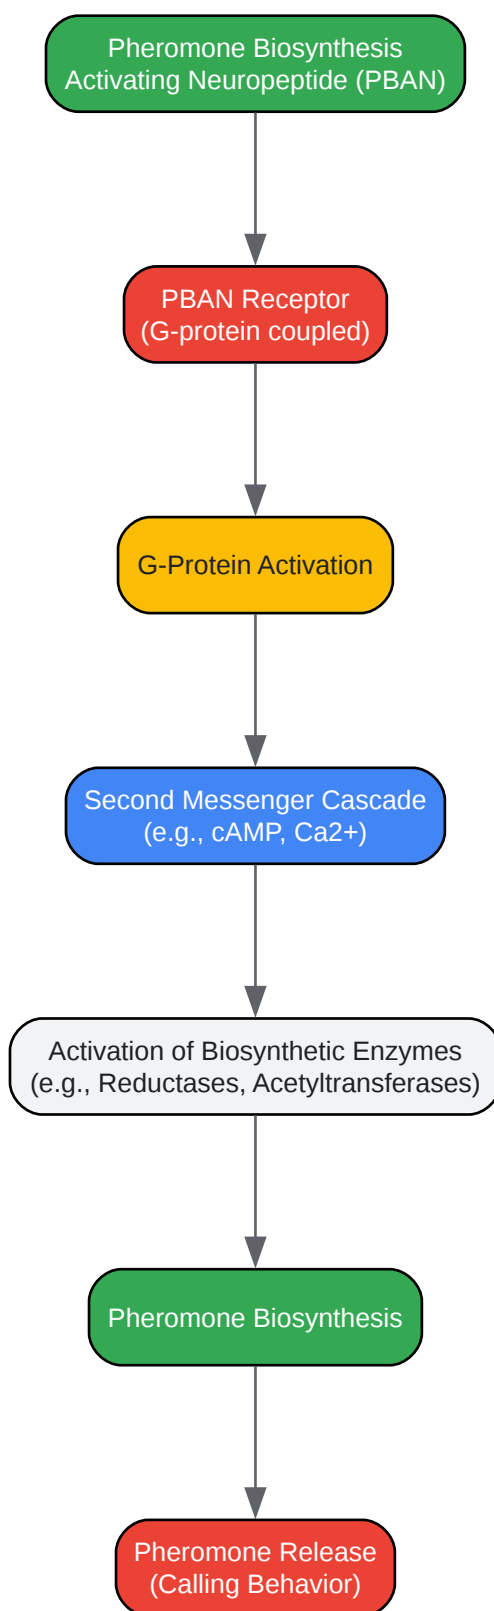 Pheromone Biosynthesis
Activating Neuropeptide (PBAN)
PBAN Receptor
(G-protein coupled)
G-Protein Activation
Second Messenger Cascade
(e.g., cAMP, Ca2+)
Activation of Biosynthetic Enzymes
(e.g., Reductases, Acetyltransferases)
Pheromone Biosynthesis
Pheromone Release
(Calling Behavior)